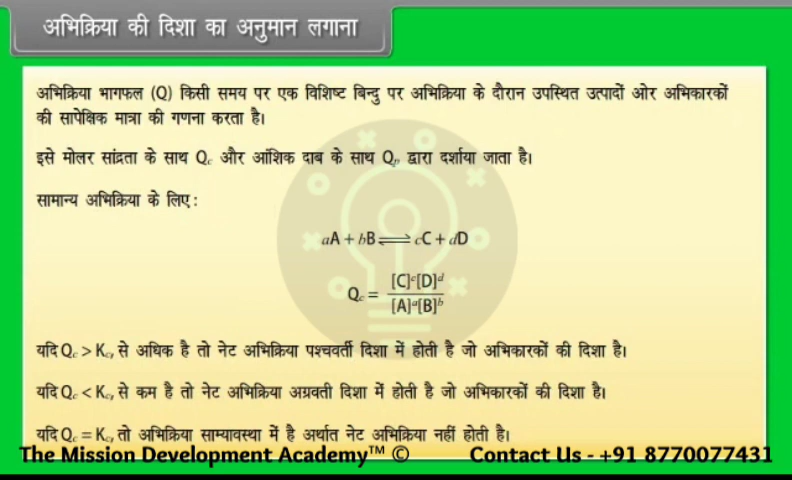 अभिक्रिया की दिशा का अनुमान लगाना
अभिक्रिया भागफल (Q) किसी समय पर एक विशिष्ट बिन्दु पर अभिक्रिया के दौरान उपस्थित उत्पादों ओर अभिकारकों
की सापेक्षिक मात्रा की गणना करता है।
इसे मोलर सांद्रता के साथ Qc और आंशिक दाब के साथ Qp द्वारा दर्शाया जाता है।
सामान्य अभिक्रिया के लिए :
aA + bB ⇌ cC + dD
Qc = [C]^c[D]^d / [A]^a[B]^b
यदि Qc > Kc, से अधिक है तो नेट अभिक्रिया पश्चवर्ती दिशा में होती है जो अभिकारकों की दिशा है।
यदि Qc < Kc, से कम है तो नेट अभिक्रिया अग्रवती दिशा में होती है जो अभिकारकों की दिशा है।
यदि Qc = Kc, तो अभिक्रिया साम्यावस्था में है अर्थात नेट अभिक्रिया नहीं होती है।
The Mission Development Academy™ © Contact Us - +91 8770077431